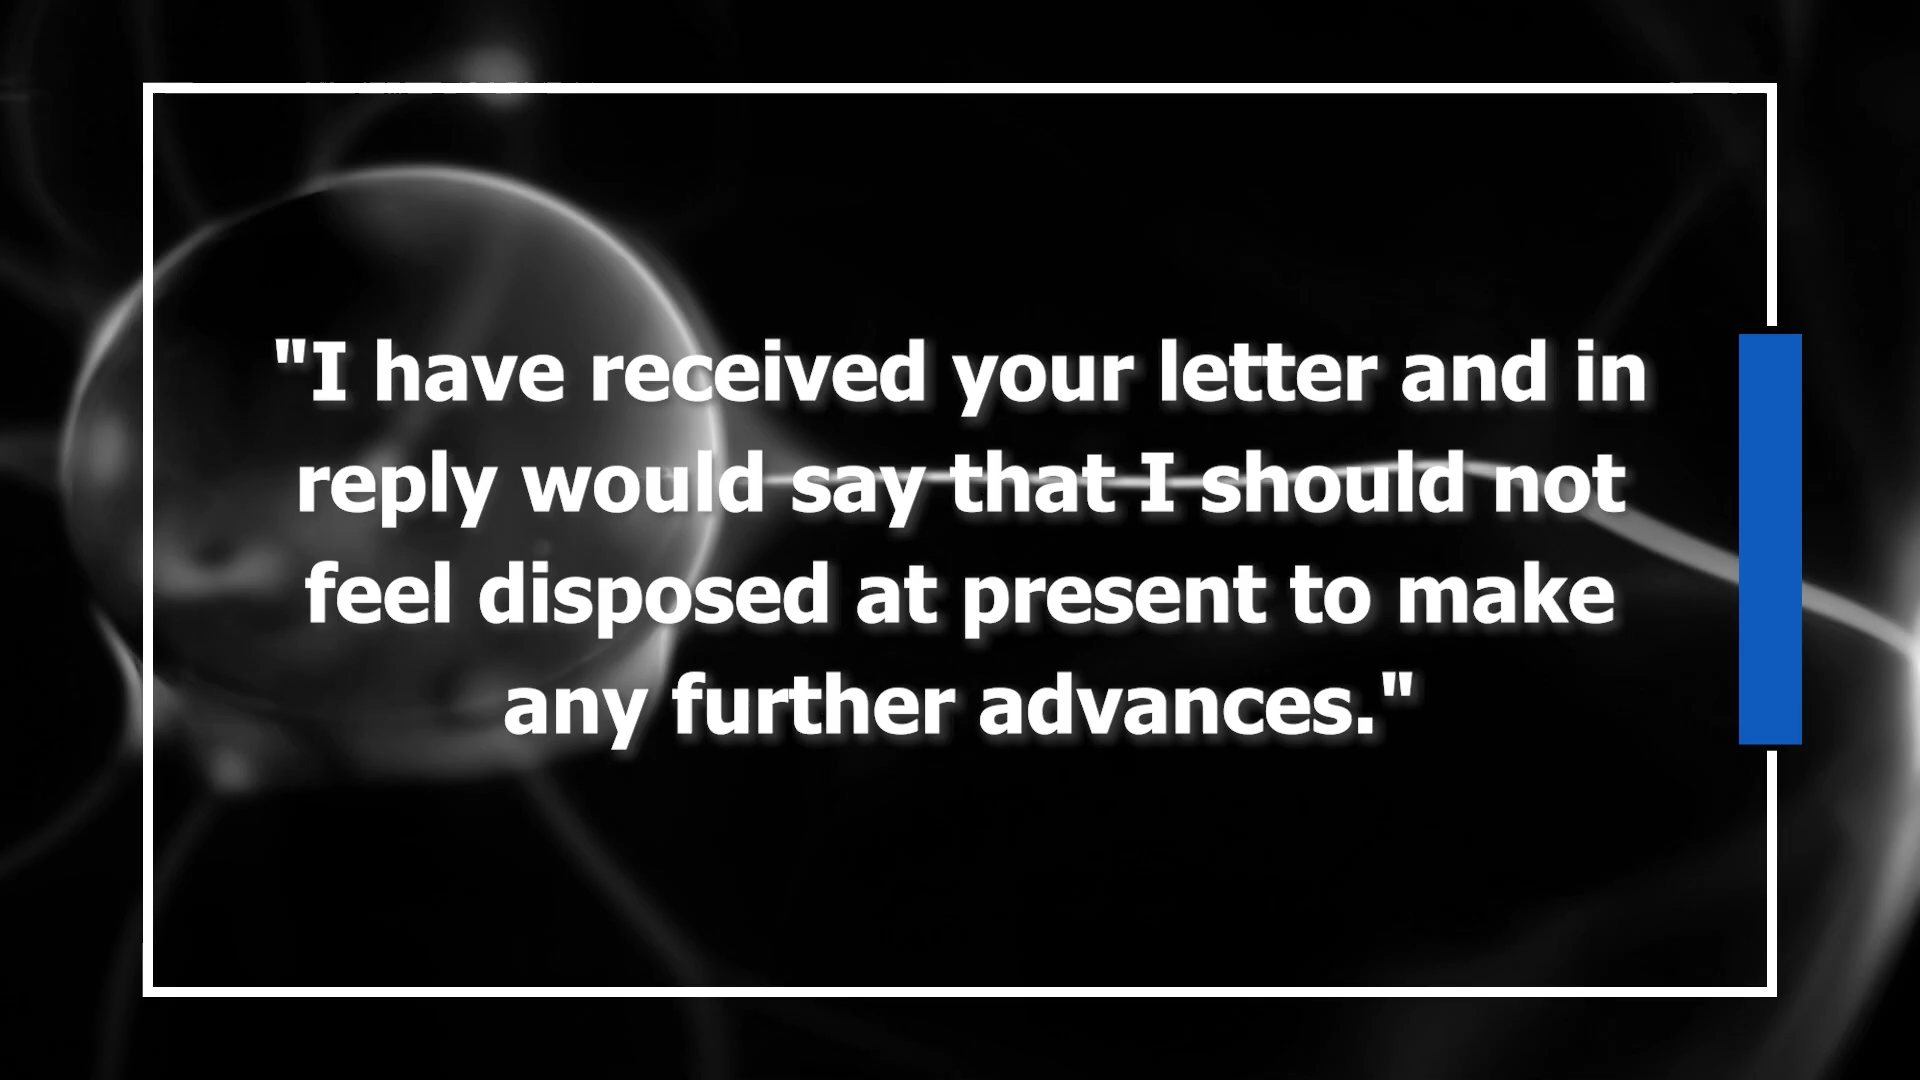 "I have received your letter and in
reply would say that I should not
feel disposed at present to make
any further advances."